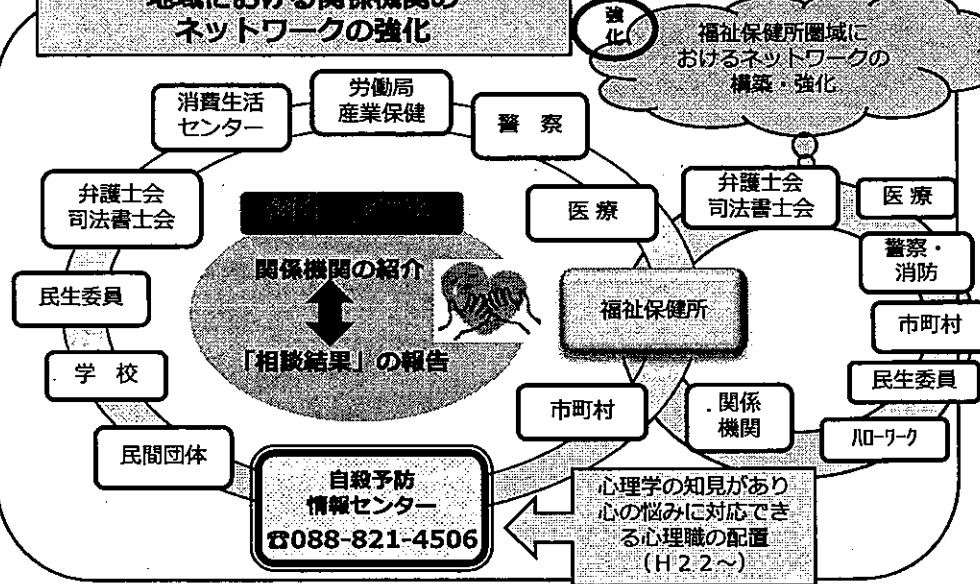 地域における関係機関の
ネットワークの強化
強
化
福祉保健所圏域に
おけるネットワークの
構築・強化
消費生活
センター
労働局
産業保健
警 察
弁護士会
司法書士会
医 療
弁護士会
司法書士会
医 療
警察・
消防
関係機関の紹介
「相談結果」の報告
福祉保健所
民生委員
市町村
学 校
市町村
関係
機関
民生委員
ハローワーク
民間団体
自殺予防
情報センター
☎088-821-4506
心理学の知見があり
心の悩みに対応でき
る心理職の配置
(H22~)